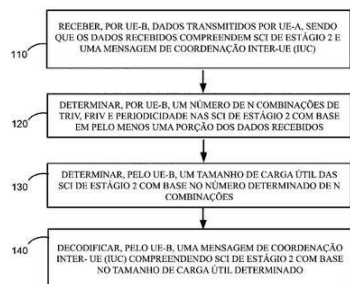 110
RECEBER, POR UE-B, DADOS TRANSMITIDOS POR UE-A, SENDO
QUE OS DADOS RECEBIDOS COMPREENDEM SCI DE ESTÁGIO 2 E
UMA MENSAGEM DE COORDENAÇÃO INTER-UE (IUC)
120
DETERMINAR, POR UE-B, UM NÚMERO DE N COMBINAÇÕES DE
TRIV, FRIV E PERIODICIDADE NAS SCI DE ESTÁGIO 2 COM BASE
EM PELO MENOS UMA PORÇÃO DOS DADOS RECEBIDOS
130
DETERMINAR, PELO UE-B, UM TAMANHO DE CARGA ÚTIL DAS
SCI DE ESTÁGIO 2 COM BASE NO NÚMERO DETERMINADO DE N
COMBINAÇÕES
140
DECODIFICAR, PELO UE-B, UMA MENSAGEM DE COORDENAÇÃO
INTER- UE (IUC) COMPREENDENDO SCI DE ESTÁGIO 2 COM BASE
NO TAMANHO DE CARGA ÚTIL DETERMINADO